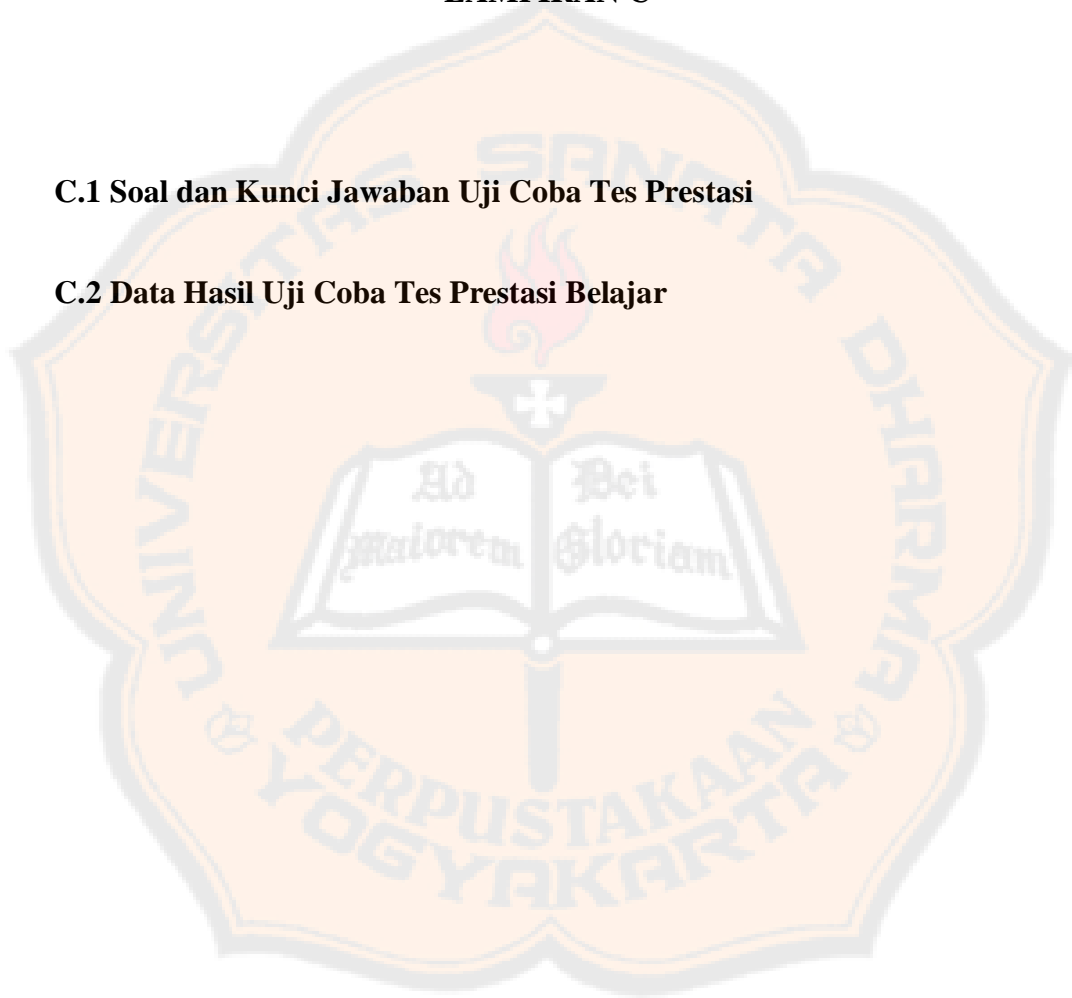 LAMPIRAN C
C.1 Soal dan Kunci Jawaban Uji Coba Tes Prestasi
C.2 Data Hasil Uji Coba Tes Prestasi Belajar
UNIVERSITAS SANATA DHARMA
Ad Dei
Maiorem Gloriam
PERPUSTAKAAN
YOGYAKARTA